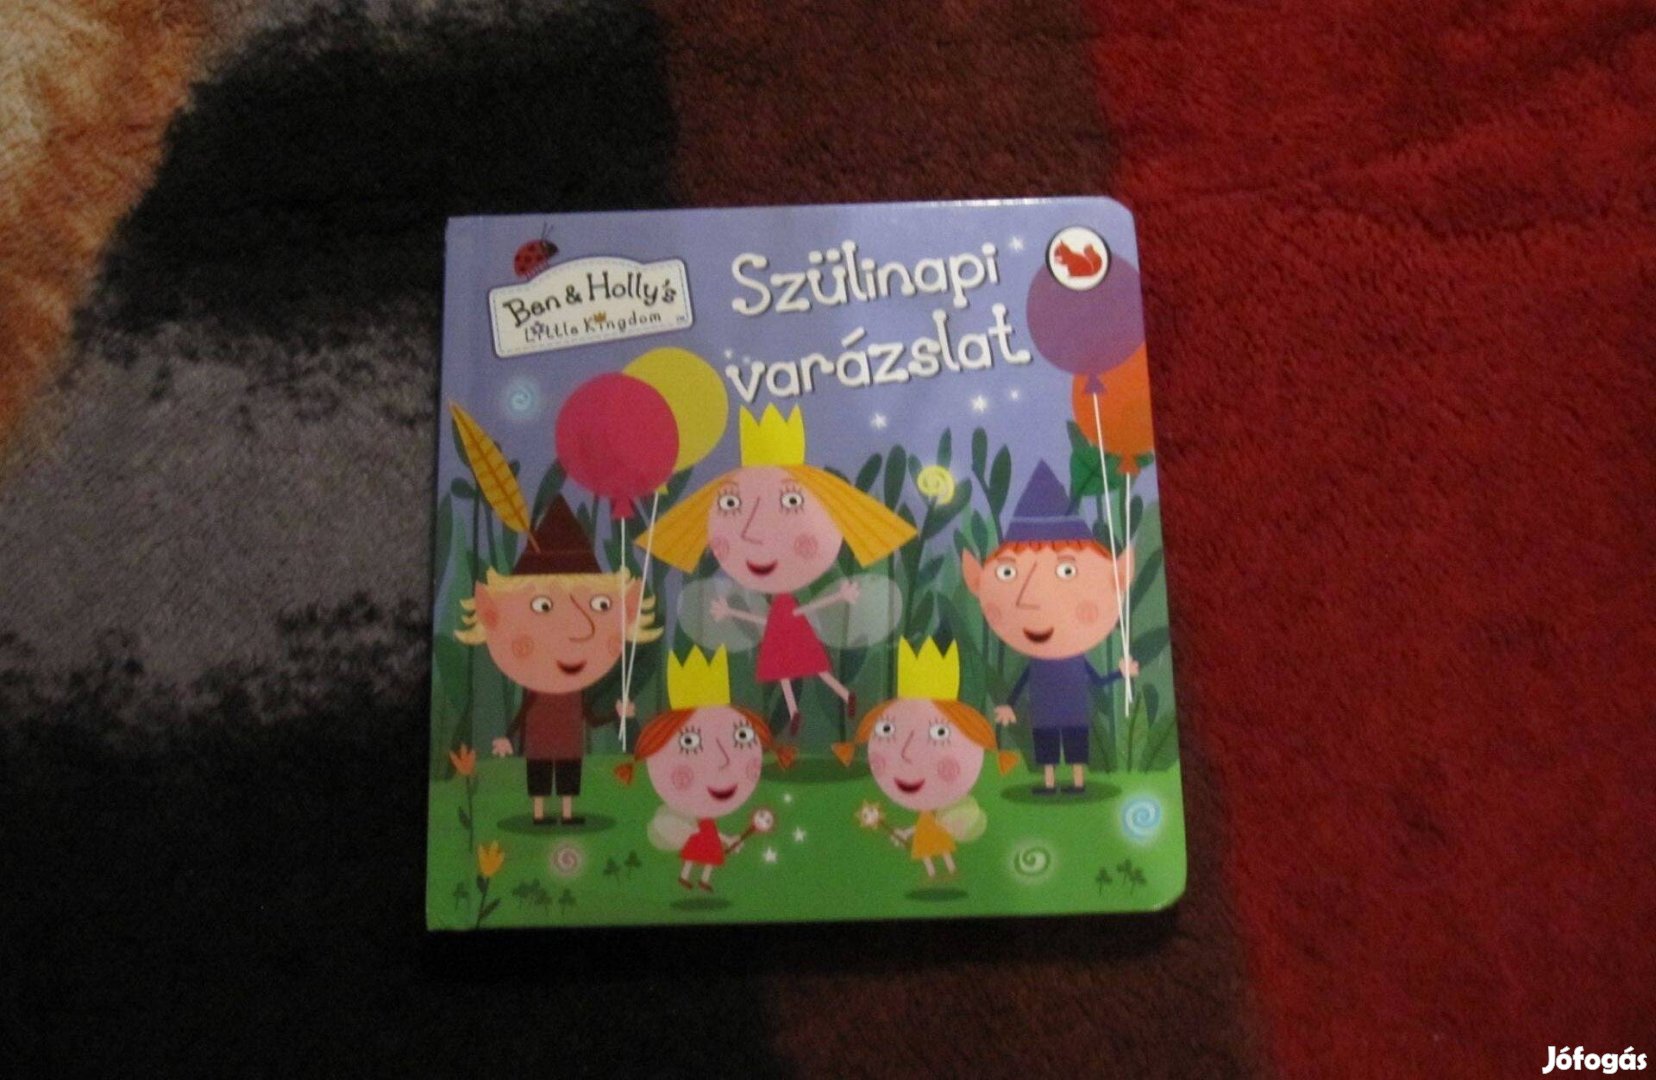 Ben & Holly's
Little Kingdom
Szülinapi
varázslat
Jófogás